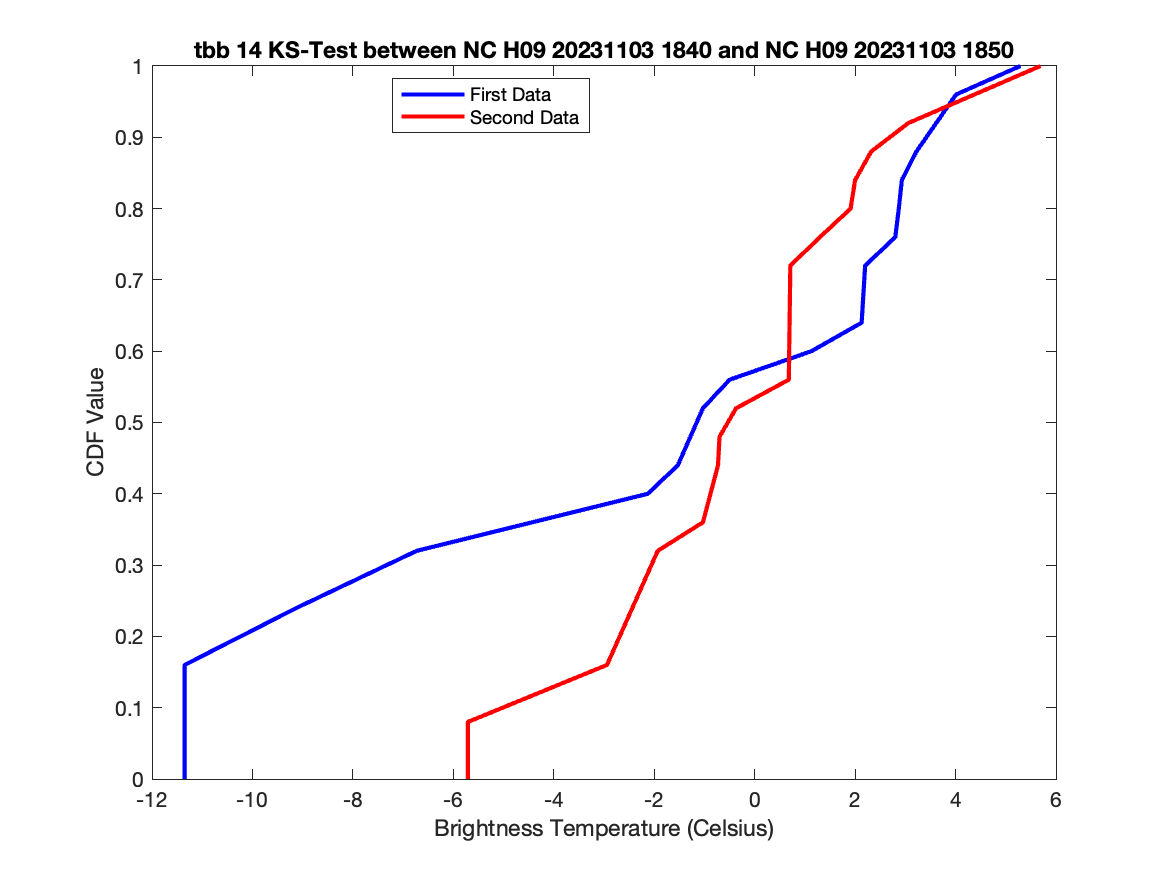 tbb 14 KS-Test between NC H09 20231103 1840 and NC H09 20231103 1850
First Data
Second Data
1
0.9
0.8
0.7
0.6
0.5
0.4
0.3
0.2
0.1
0
CDF Value
-12 -10 -8 -6 -4 -2 0 2 4 6
Brightness Temperature (Celsius)